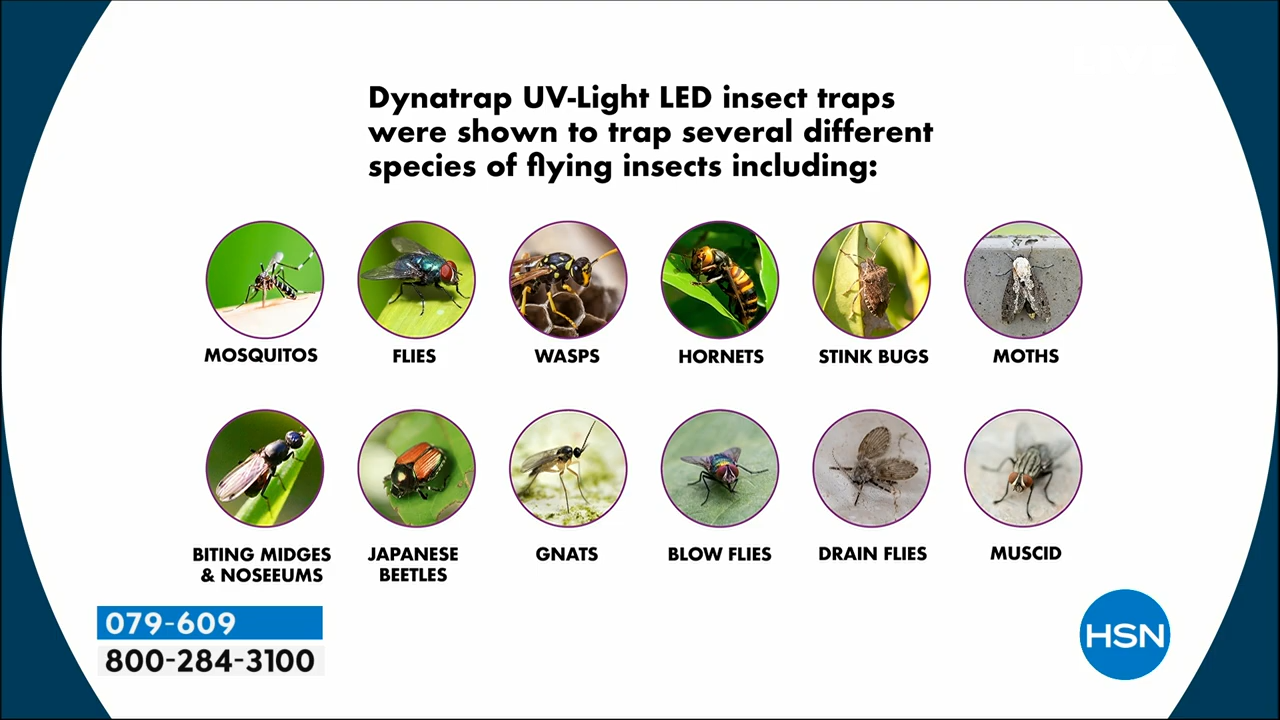 Dynatrap UV-Light LED insect traps
were shown to trap several different
species of flying insects including:
MOSQUITOS
FLIES
WASPS
HORNETS
STINK BUGS
MOTHS
BITING MIDGES
& NOSEEUMS
JAPANESE
BEETLES
GNATS
BLOW FLIES
DRAIN FLIES
MUSCID
079-609
800-284-3100
HSN